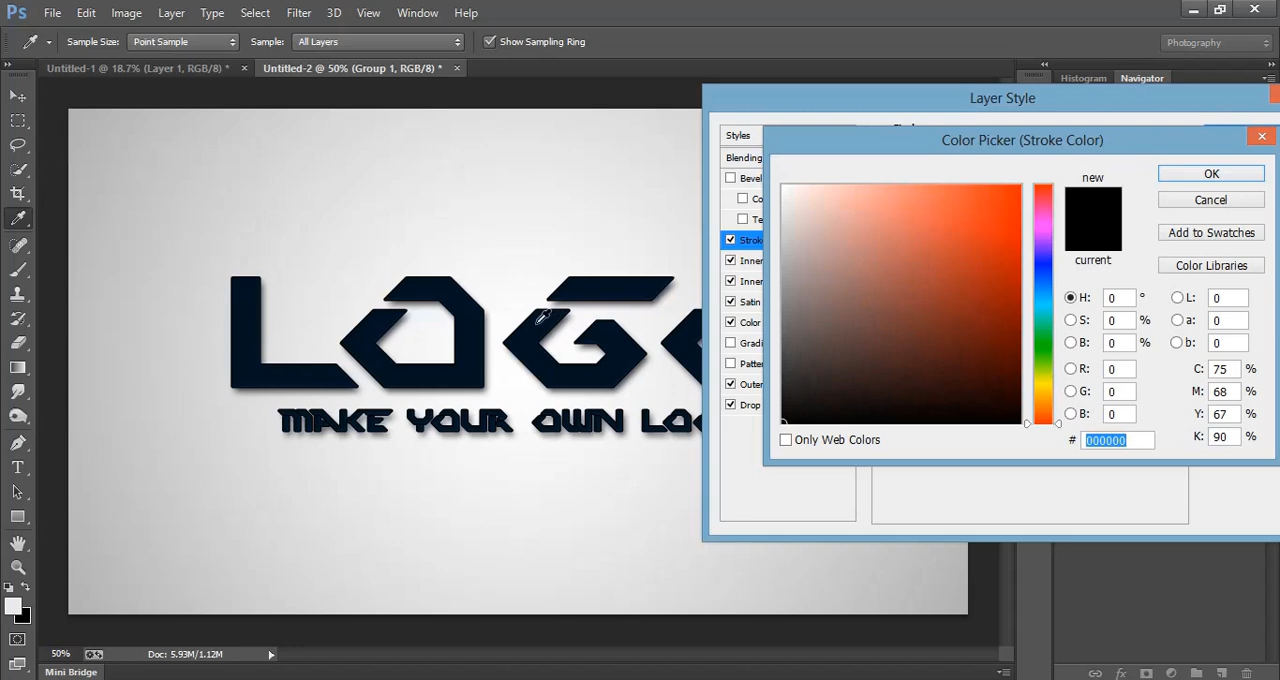 Ps File Edit Image Layer Type Select Filter 3D View Window Help
Sample Size: Point Sample Sample: All Layers Show Sampling Ring Photography
Untitled-1 @ 18.7% (Layer 1, RGB/8) * × Untitled-2 @ 50% (Group 1, RGB/8) * ×
Histogram Navigator
Layer Style
Styles
Blending
Bevel
Co
Te
Stroke
Inner
Inner
Satin
Color
Gradi
Patter
Outer
Drop
Color Picker (Stroke Color)
new
current
OK
Cancel
Add to Swatches
Color Libraries
H: 0 ° L: 0
S: 0 % a: 0
B: 0 % b: 0
R: 0 C: 75 %
G: 0 M: 68 %
B: 0 Y: 67 %
# 000000 K: 90 %
Only Web Colors
LOG
MAKE YOUR OWN LO
T
50% Doc: 5.93M/1.12M
Mini Bridge
fx